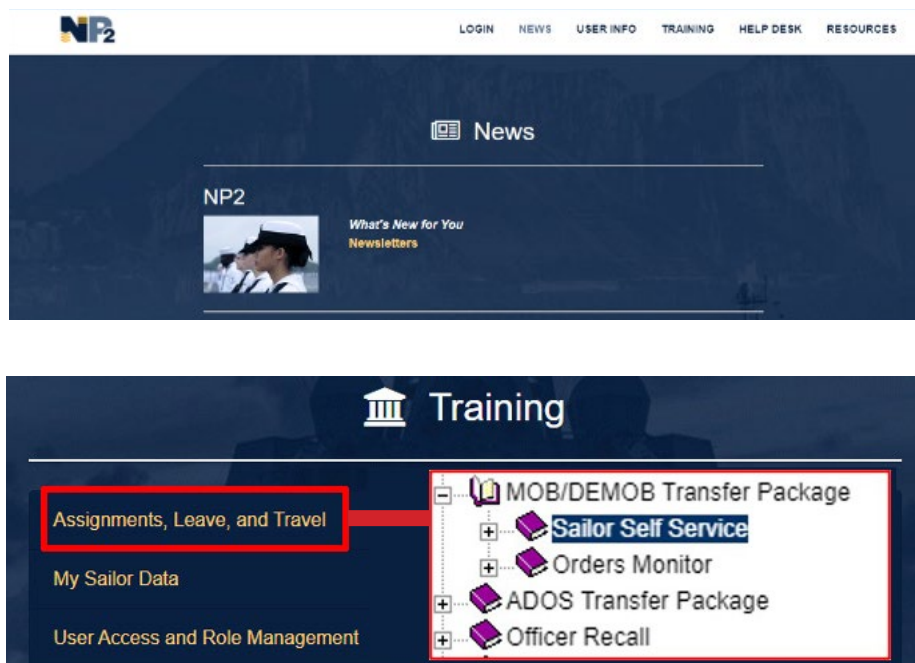 NP2
LOGIN NEWS USER INFO TRAINING HELP DESK RESOURCES
News
NP2
What's New for You
Newsletters
Training
Assignments, Leave, and Travel
My Sailor Data
User Access and Role Management
MOB/DEMOB Transfer Package
Sailor Self Service
Orders Monitor
ADOS Transfer Package
Officer Recall